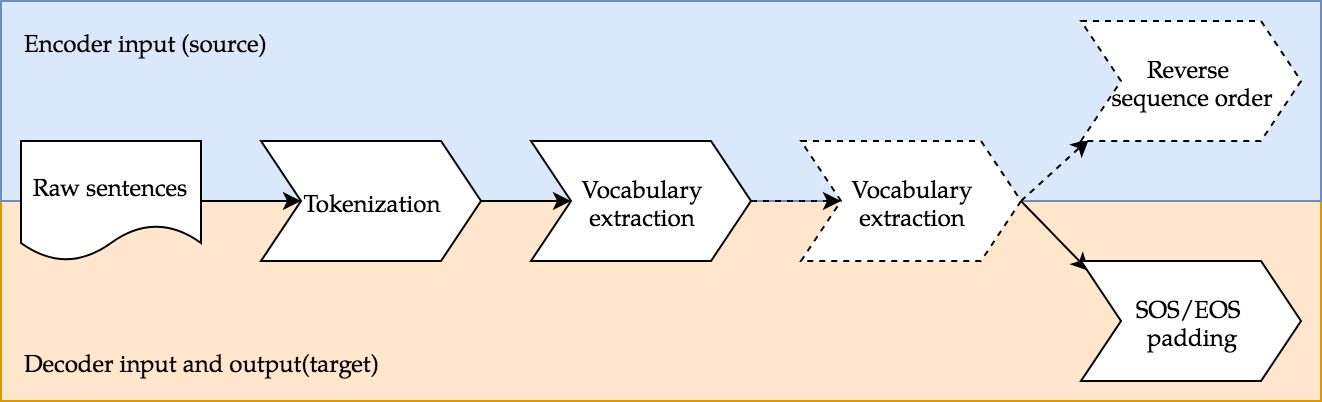 Encoder input (source)
Reverse
sequence order
Raw sentences
Tokenization
Vocabulary
extraction
Vocabulary
extraction
SOS/EOS
padding
Decoder input and output(target)